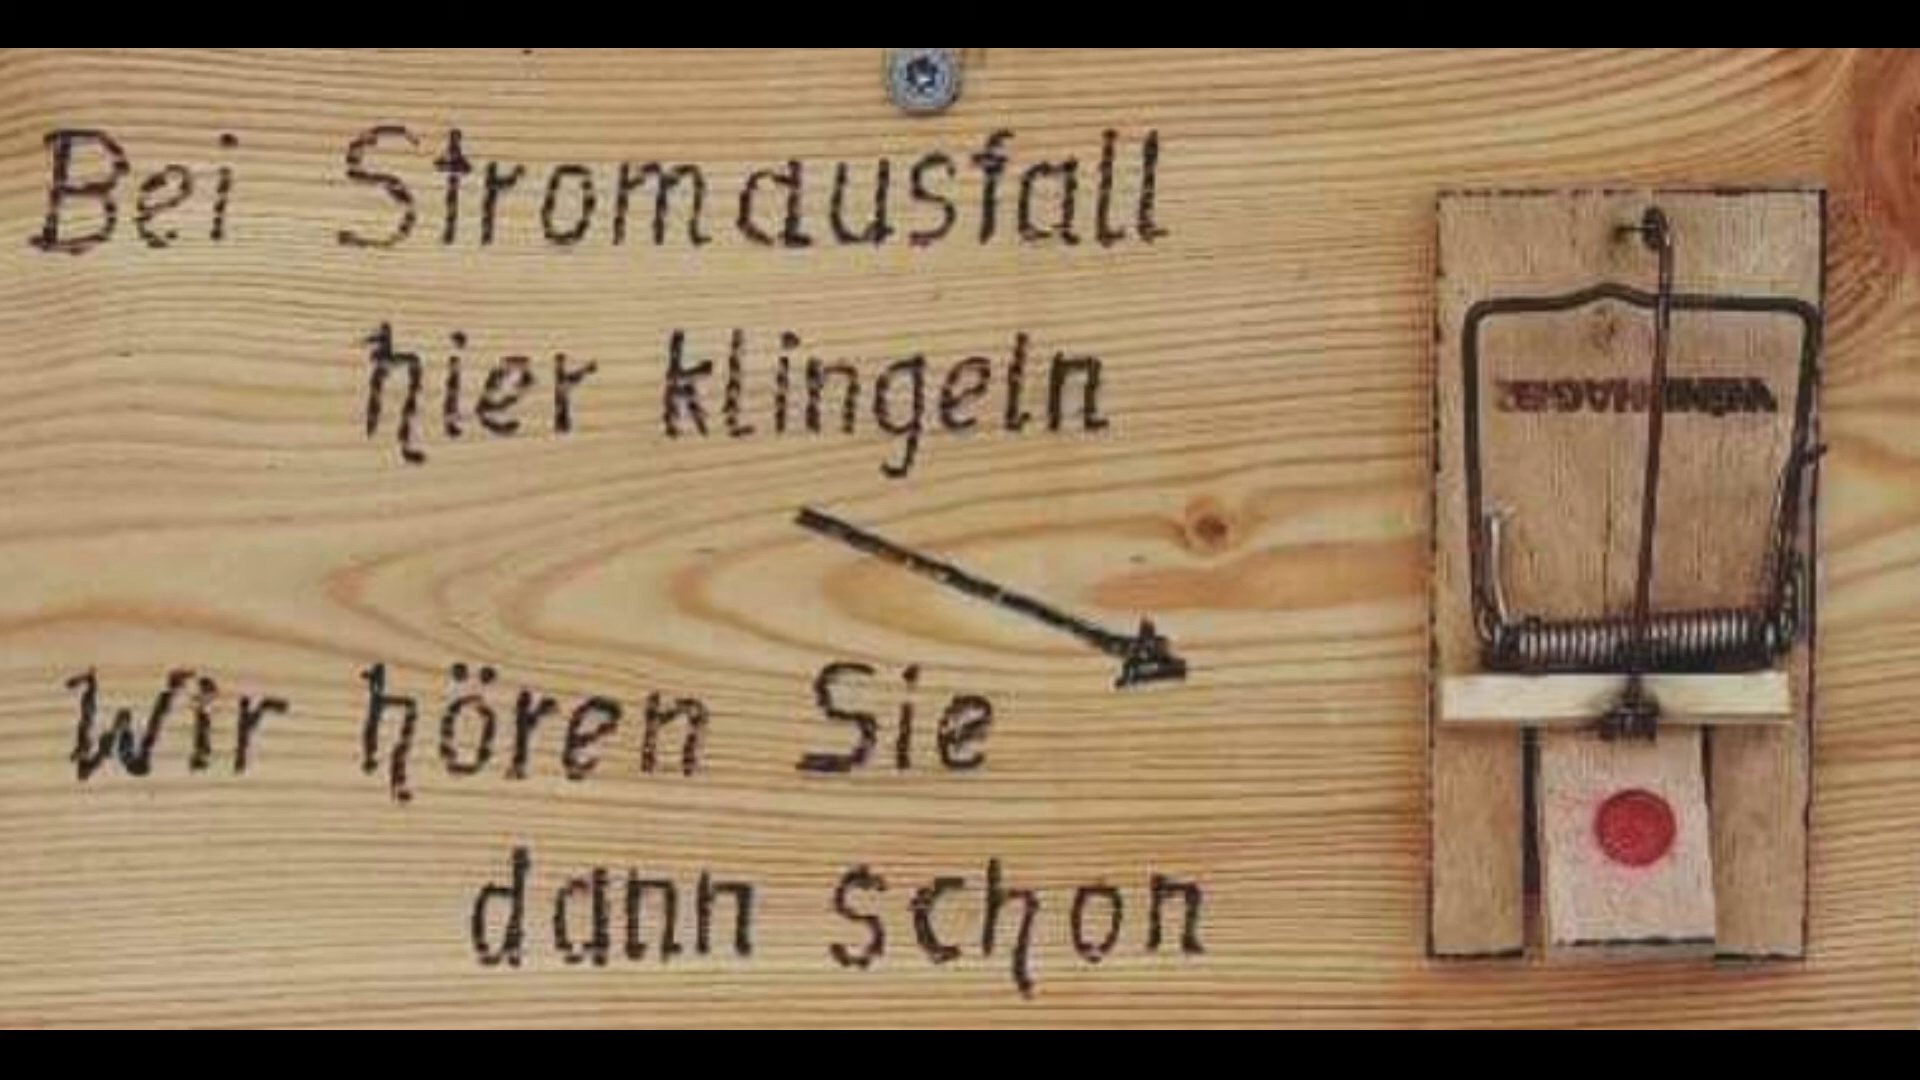 Bei Stromausfall
hier klingeln
Wir hören Sie
dann schon